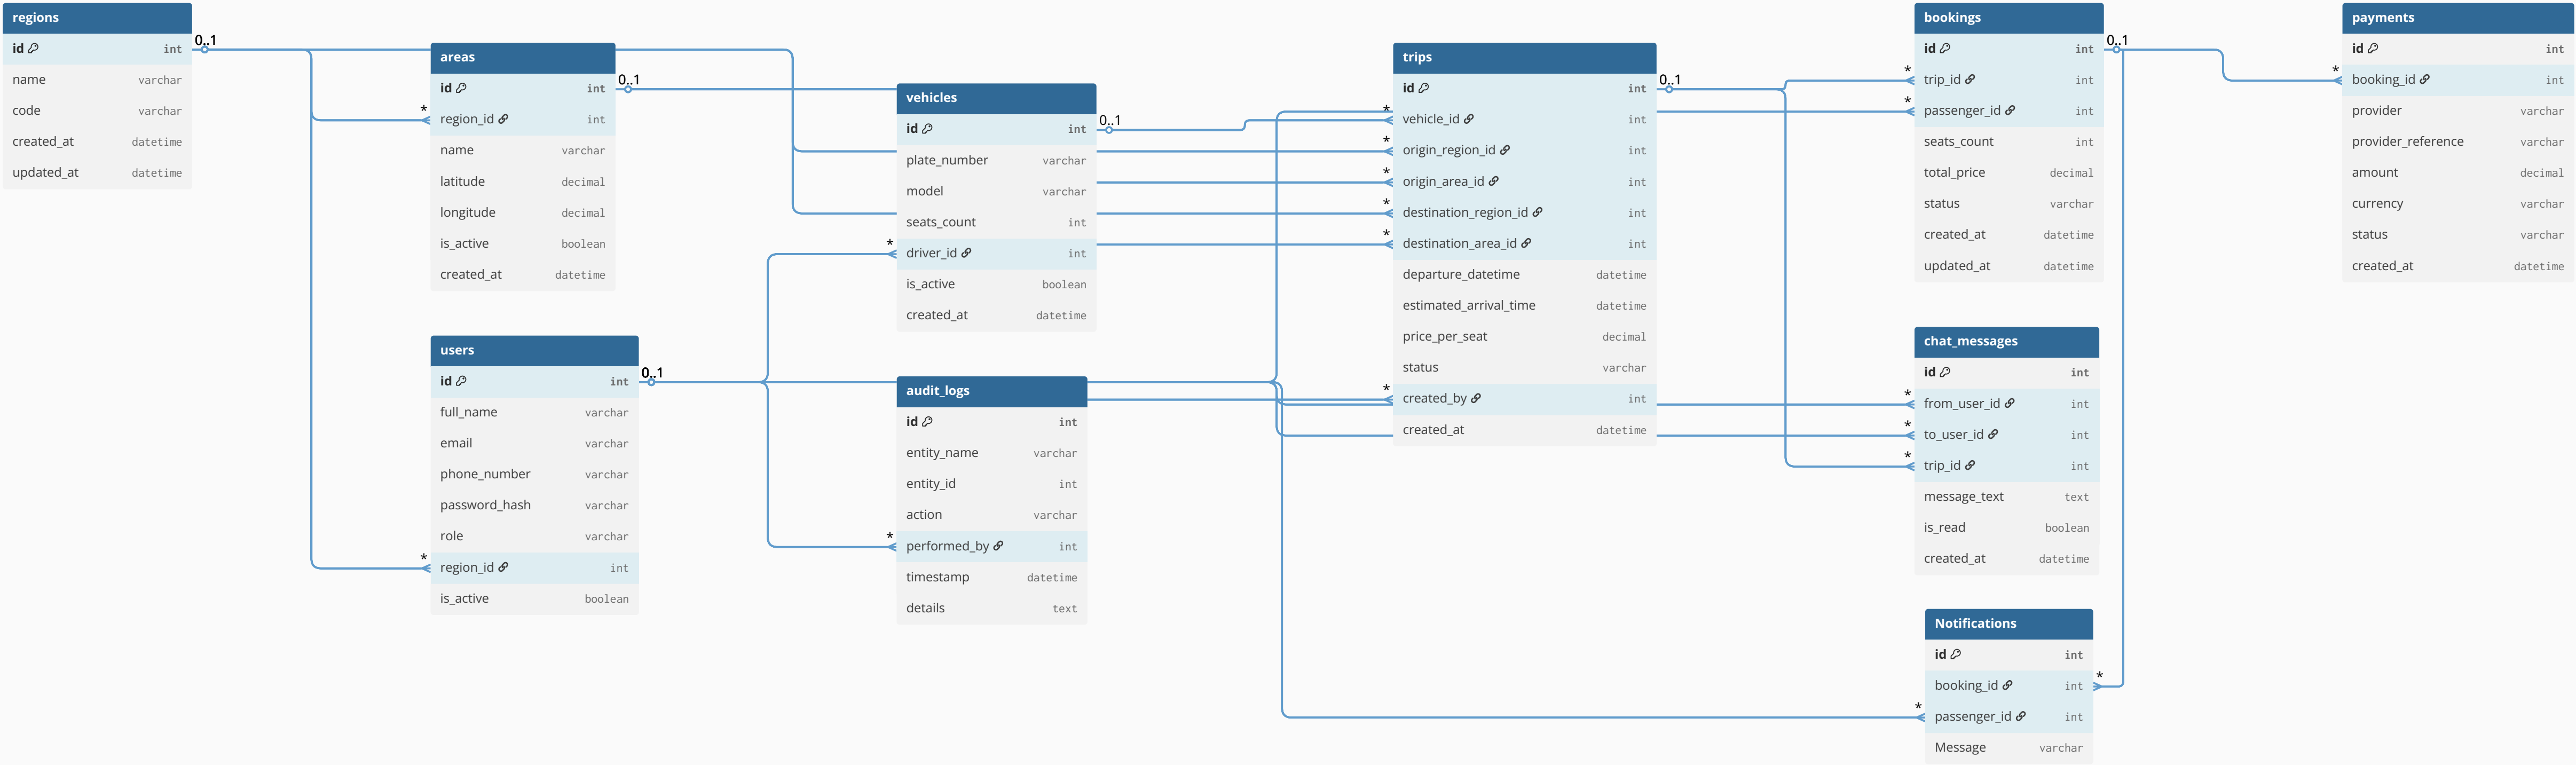 regions
id int
name varchar
code varchar
created_at datetime
updated_at datetime
0..1
*
*
areas
id int
region_id int
name varchar
latitude decimal
longitude decimal
is_active boolean
created_at datetime
0..1
users
id int
full_name varchar
email varchar
phone_number varchar
password_hash varchar
role varchar
region_id int
is_active boolean
0..1
*
*
vehicles
id int
plate_number varchar
model varchar
seats_count int
driver_id int
is_active boolean
created_at datetime
0..1
audit_logs
id int
entity_name varchar
entity_id int
action varchar
performed_by int
timestamp datetime
details text
*
*
*
*
*
*
trips
id int
vehicle_id int
origin_region_id int
origin_area_id int
destination_region_id int
destination_area_id int
departure_datetime datetime
estimated_arrival_time datetime
price_per_seat decimal
status varchar
created_by int
created_at datetime
0..1
*
*
bookings
id int
trip_id int
passenger_id int
seats_count int
total_price decimal
status varchar
created_at datetime
updated_at datetime
0..1
*
payments
id int
booking_id int
provider varchar
provider_reference varchar
amount decimal
currency varchar
status varchar
created_at datetime
*
*
*
chat_messages
id int
from_user_id int
to_user_id int
trip_id int
message_text text
is_read boolean
created_at datetime
*
*
Notifications
id int
booking_id int
passenger_id int
Message varchar